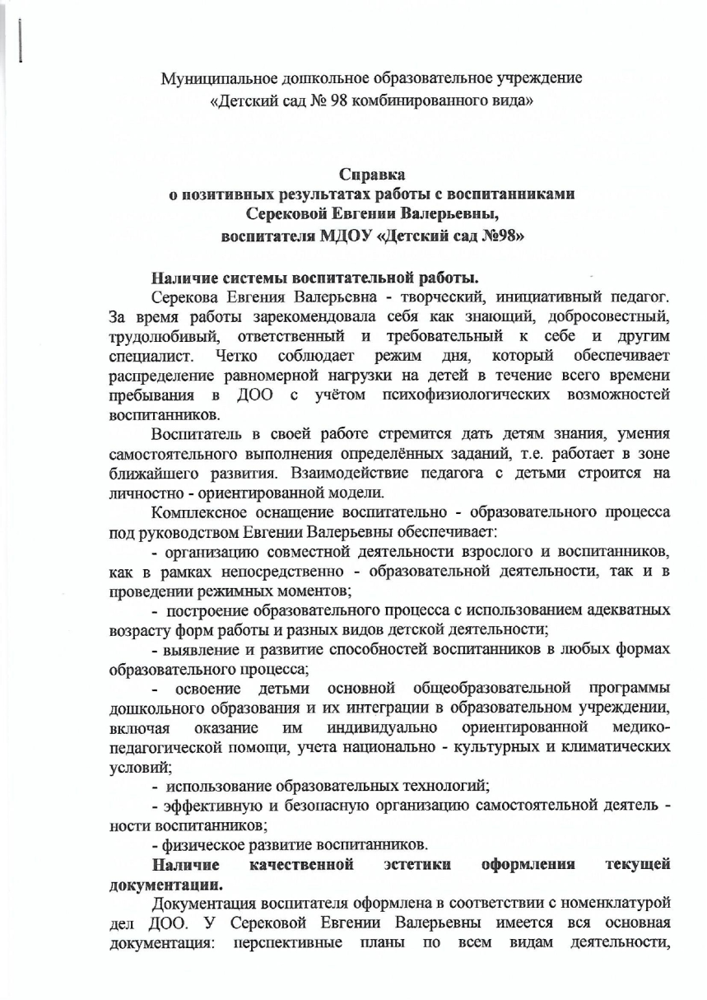 Муниципальное дошкольное образовательное учреждение
«Детский сад № 98 комбинированного вида»
Справка
о позитивных результатах работы с воспитанниками
Серековой Евгении Валерьевны,
воспитателя МДОУ «Детский сад №98»
Наличие системы воспитательной работы.
Серекова Евгения Валерьевна - творческий, инициативный педагог.
За время работы зарекомендовала себя как знающий, добросовестный,
трудолюбивый, ответственный и требовательный к себе и другим
специалист. Четко соблюдает режим дня, который обеспечивает
распределение равномерной нагрузки на детей в течение всего времени
пребывания в ДОО с учётом психофизиологических возможностей
воспитанников.
Воспитатель в своей работе стремится дать детям знания, умения
самостоятельного выполнения определённых заданий, т.е. работает в зоне
ближайшего развития. Взаимодействие педагога с детьми строится на
личностно - ориентированной модели.
Комплексное оснащение воспитательно - образовательного процесса
под руководством Евгении Валерьевны обеспечивает:
- организацию совместной деятельности взрослого и воспитанников,
как в рамках непосредственно - образовательной деятельности, так и в
проведении режимных моментов;
- построение образовательного процесса с использованием адекватных
возрасту форм работы и разных видов детской деятельности;
- выявление и развитие способностей воспитанников в любых формах
образовательного процесса;
- освоение детьми основной общеобразовательной программы
дошкольного образования и их интеграции в образовательном учреждении,
включая оказание им индивидуально ориентированной медико-
педагогической помощи, учета национально - культурных и климатических
условий;
- использование образовательных технологий;
- эффективную и безопасную организацию самостоятельной деятель -
ности воспитанников;
- физическое развитие воспитанников.
Наличие качественной эстетики оформления текущей
документации.
Документация воспитателя оформлена в соответствии с номенклатурой
дел ДОО. У Серековой Евгении Валерьевны имеется вся основная
документация: перспективные планы по всем видам деятельности,